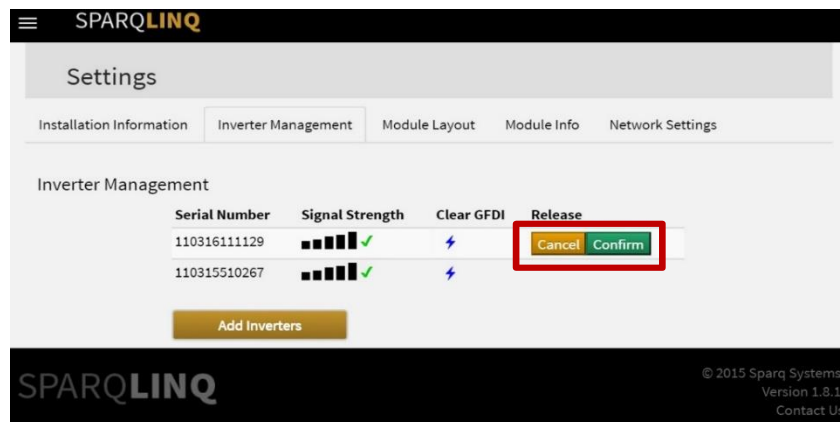 SPARQLINQ
Settings
Installation Information Inverter Management Module Layout Module Info Network Settings
Inverter Management
Serial Number Signal Strength Clear GFDI Release
110316111129 Cancel Confirm
110315510267
Add Inverters
SPARQLINQ
© 2015 Sparq Systems
Version 1.8.1
Contact Us